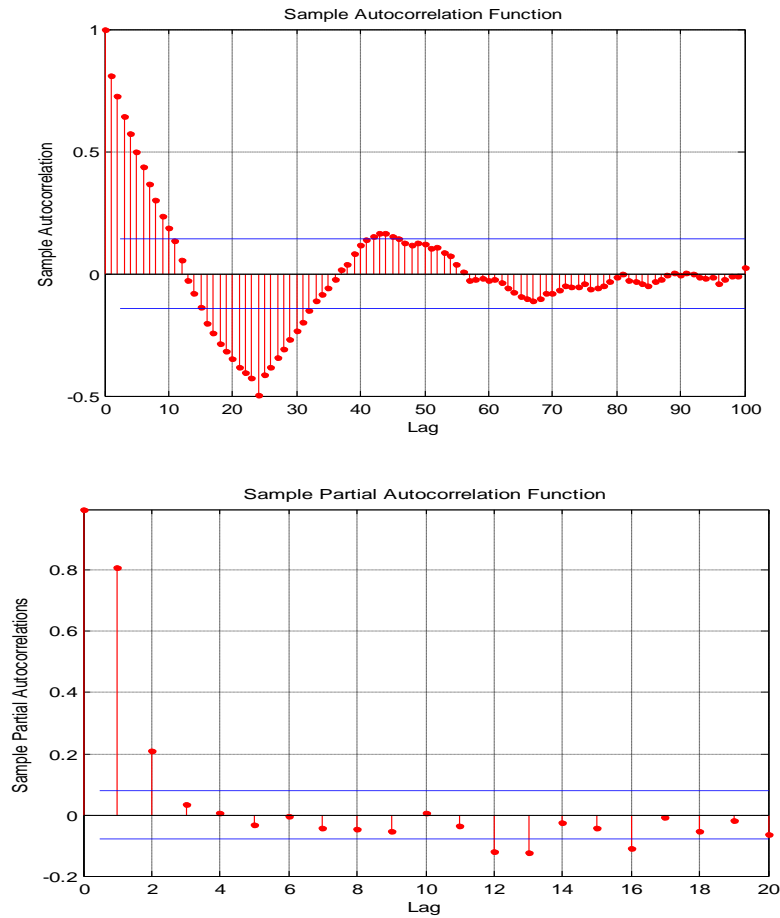 Sample Autocorrelation Function
1
0.5
0
-0.5
Sample Autocorrelation
0 10 20 30 40 50 60 70 80 90 100
Lag
Sample Partial Autocorrelation Function
0.8
0.6
0.4
0.2
0
-0.2
Sample Partial Autocorrelations
0 2 4 6 8 10 12 14 16 18 20
Lag